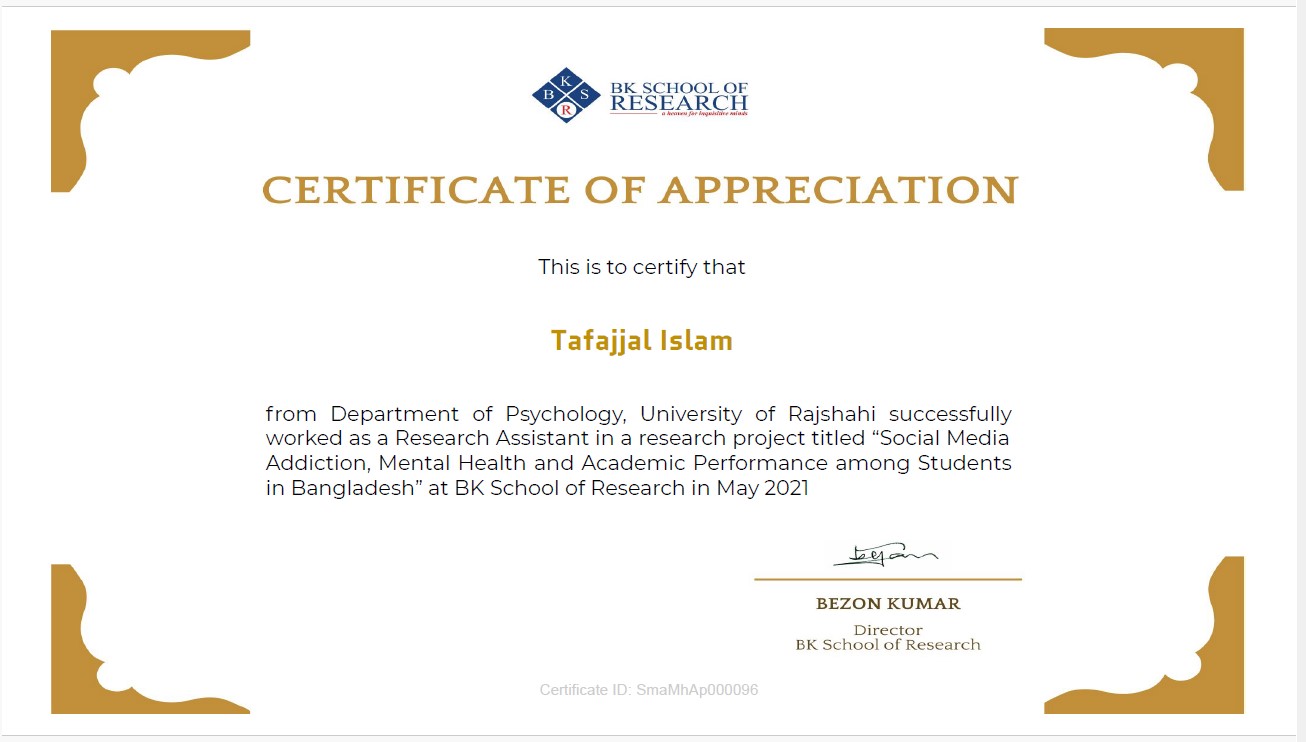 K
B S
R
BK SCHOOL OF
RESEARCH
a heaven for inquisitive minds
CERTIFICATE OF APPRECIATION
This is to certify that
Tafajjal Islam
from Department of Psychology, University of Rajshahi successfully
worked as a Research Assistant in a research project titled “Social Media
Addiction, Mental Health and Academic Performance among Students
in Bangladesh” at BK School of Research in May 2021
BEZON KUMAR
Director
BK School of Research
Certificate ID: SmaMhAp000096